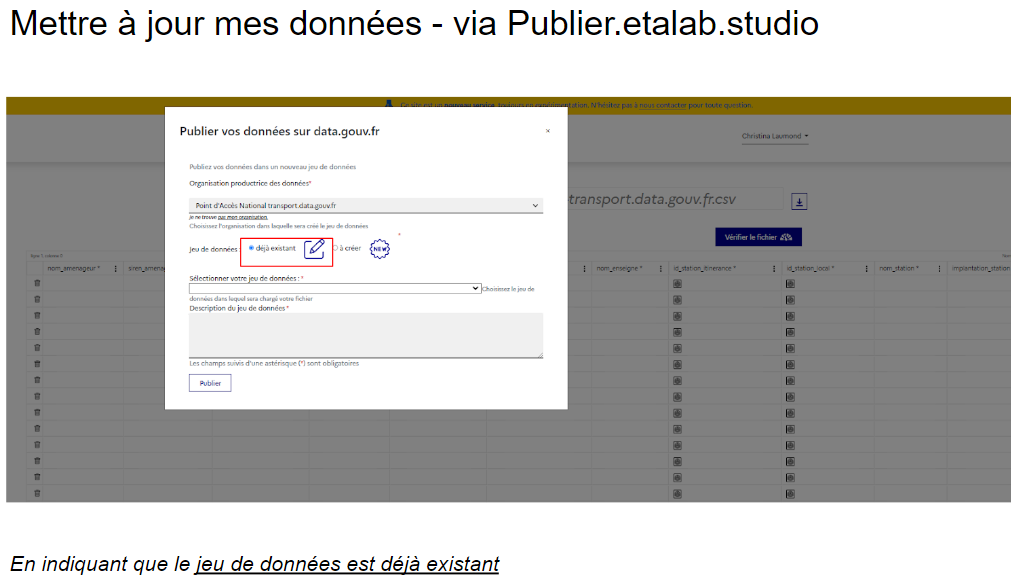 Mettre à jour mes données - via Publier.etalab.studio
Ce site est un nouveau service, toujours en expérimentation. N'hésitez pas à nous contacter pour toute question.
Publier vos données sur data.gouv.fr
×
Christina Laumond
Publiez vos données dans un nouveau jeu de données
Organisation productrice des données*
Point d'Accès National transport.data.gouv.fr
transport.data.gouv.fr.csv
je ne trouve pas mon organisation.
Choisissez l'organisation dans laquelle sera créé le jeu de données
*
Vérifier le fichier
Jeu de données
déjà existant
à créer
NEW
nom_amenageur *
siren_amenag
nom_enseigne *
id_station_itinerance *
id_station_local *
nom_station *
implantation_station
Sélectionner votre jeu de données : *
Choisissez le jeu de
données dans lequel sera chargé votre fichier
Description du jeu de données *
Les champs suivis d'une astérisque (*) sont obligatoires
Publier
En indiquant que le jeu de données est déjà existant